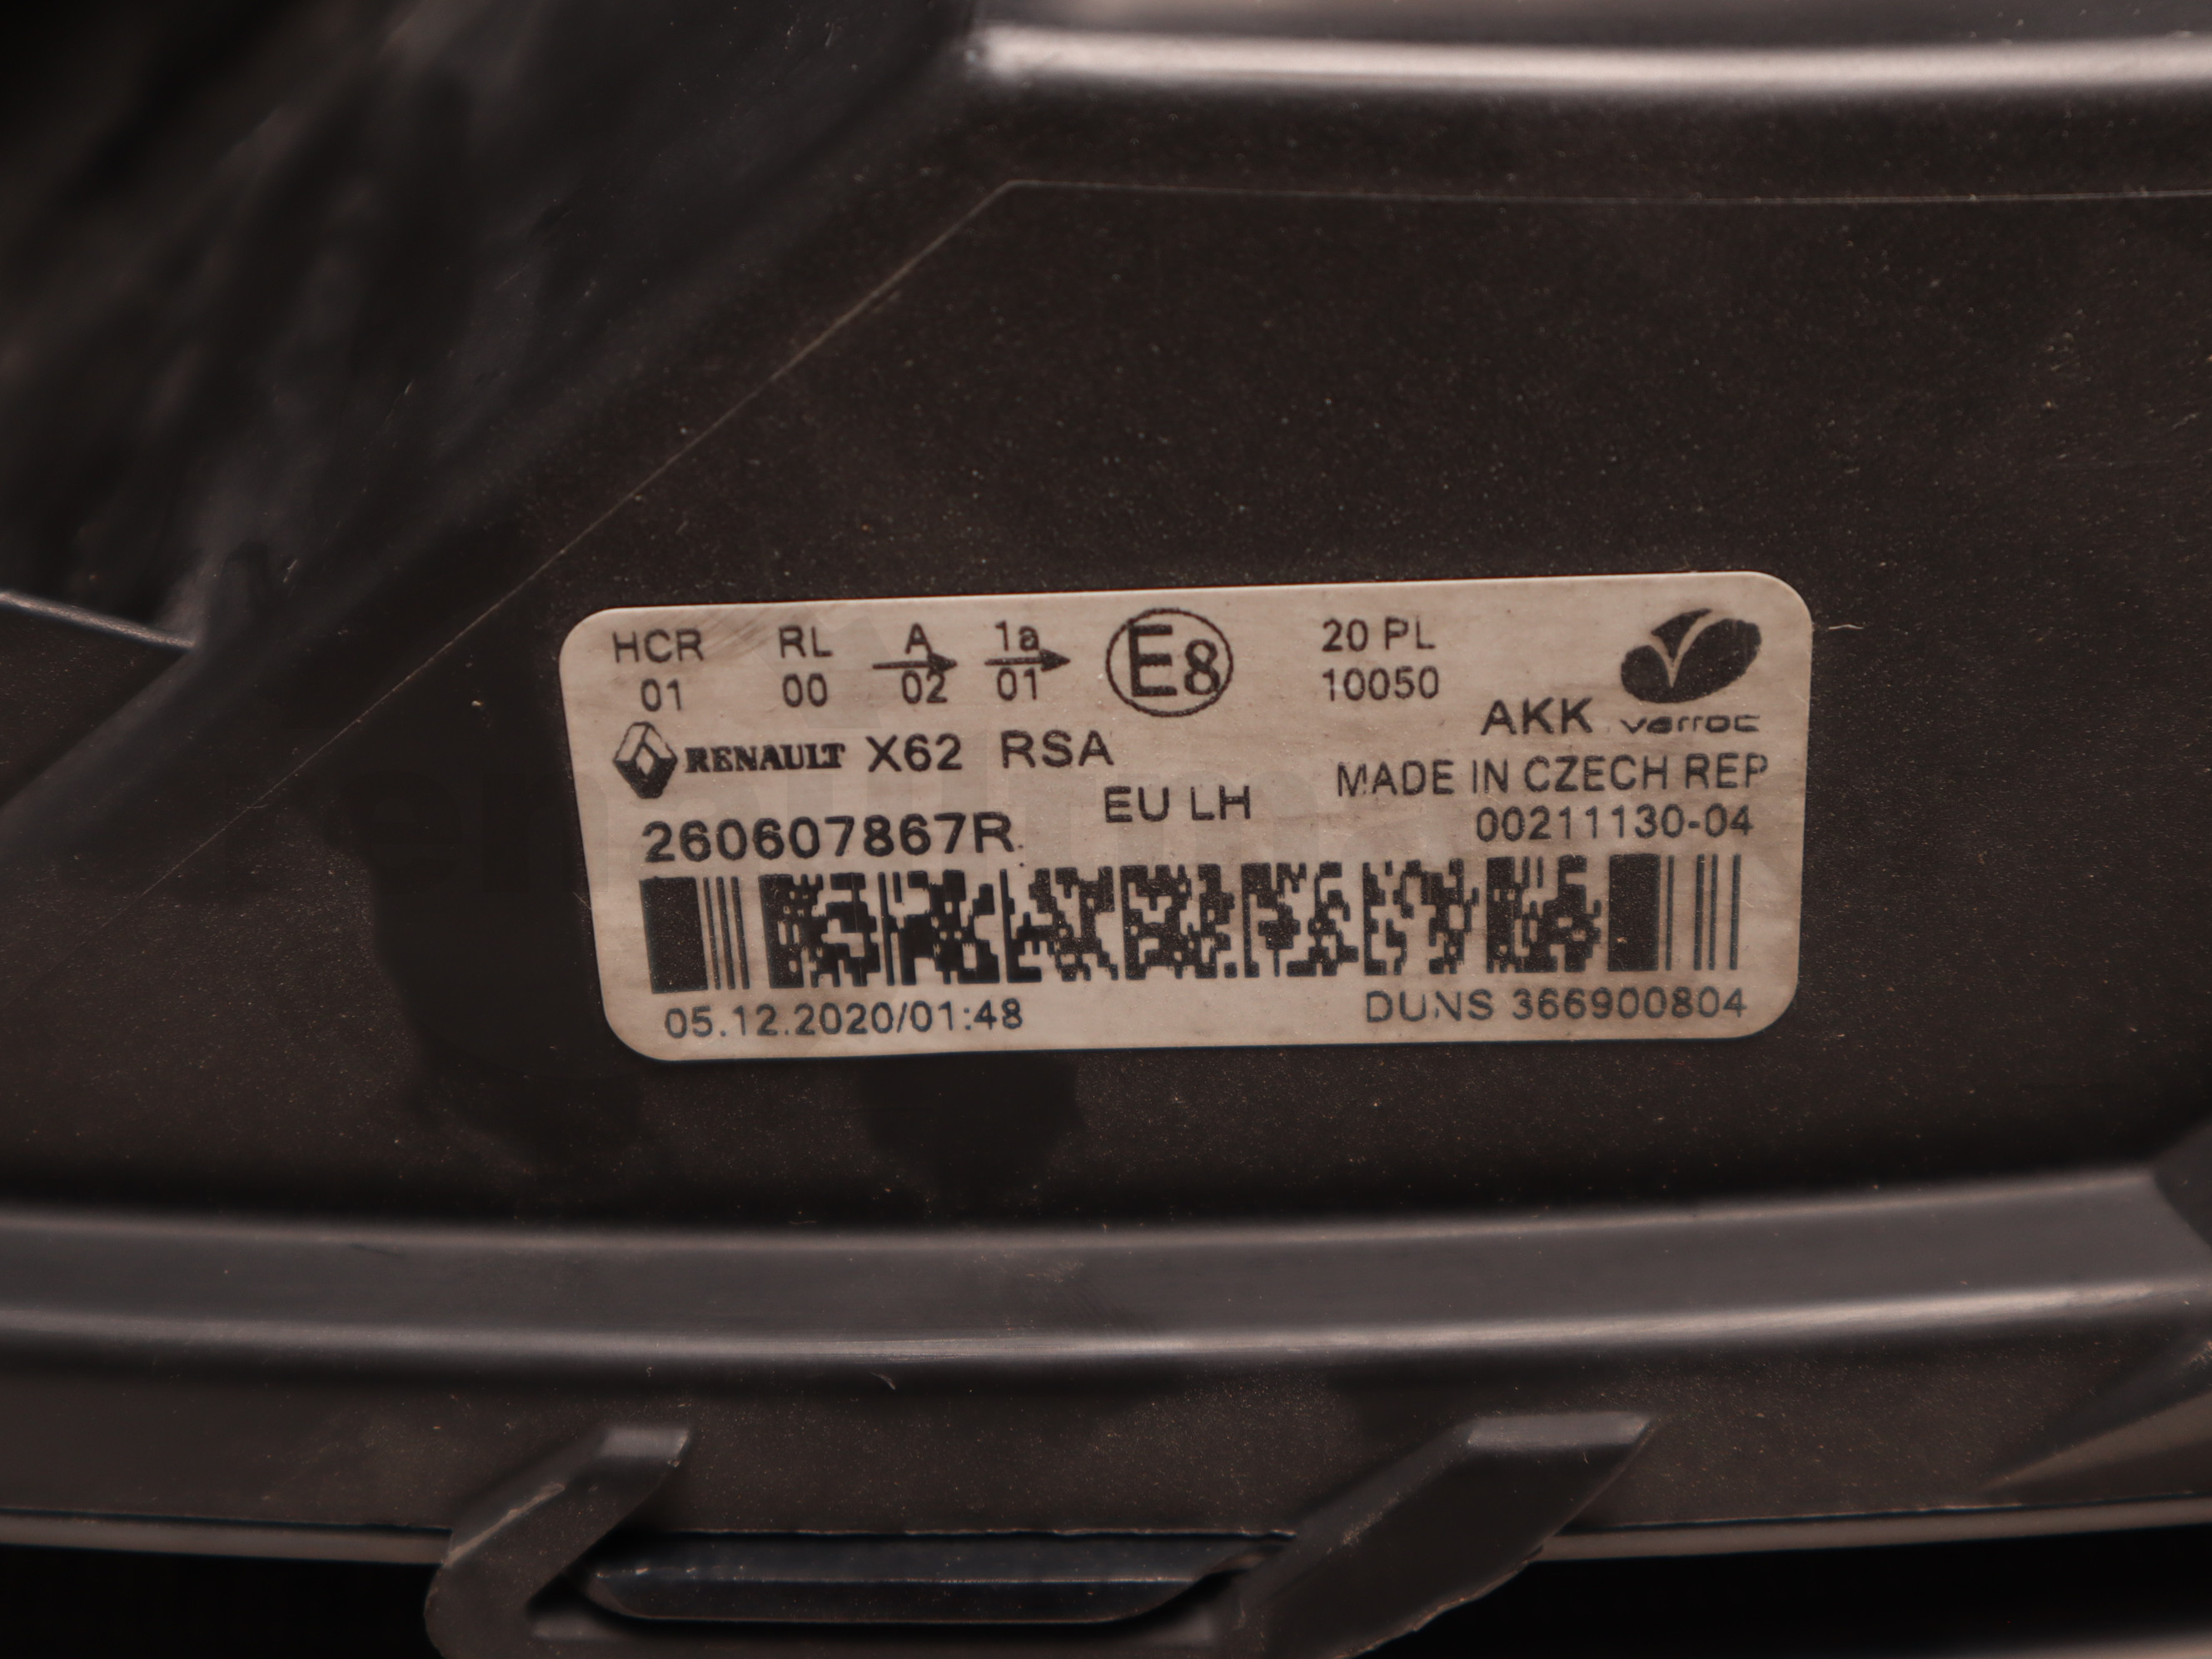 HCR RL A 1a E8 20 PL
01 00 02 01 10050
AKK varroc
RENAULT X62 RSA
MADE IN CZECH REP
EU LH
260607867R 00211130-04
05.12.2020/01:48 DUNS 366900804